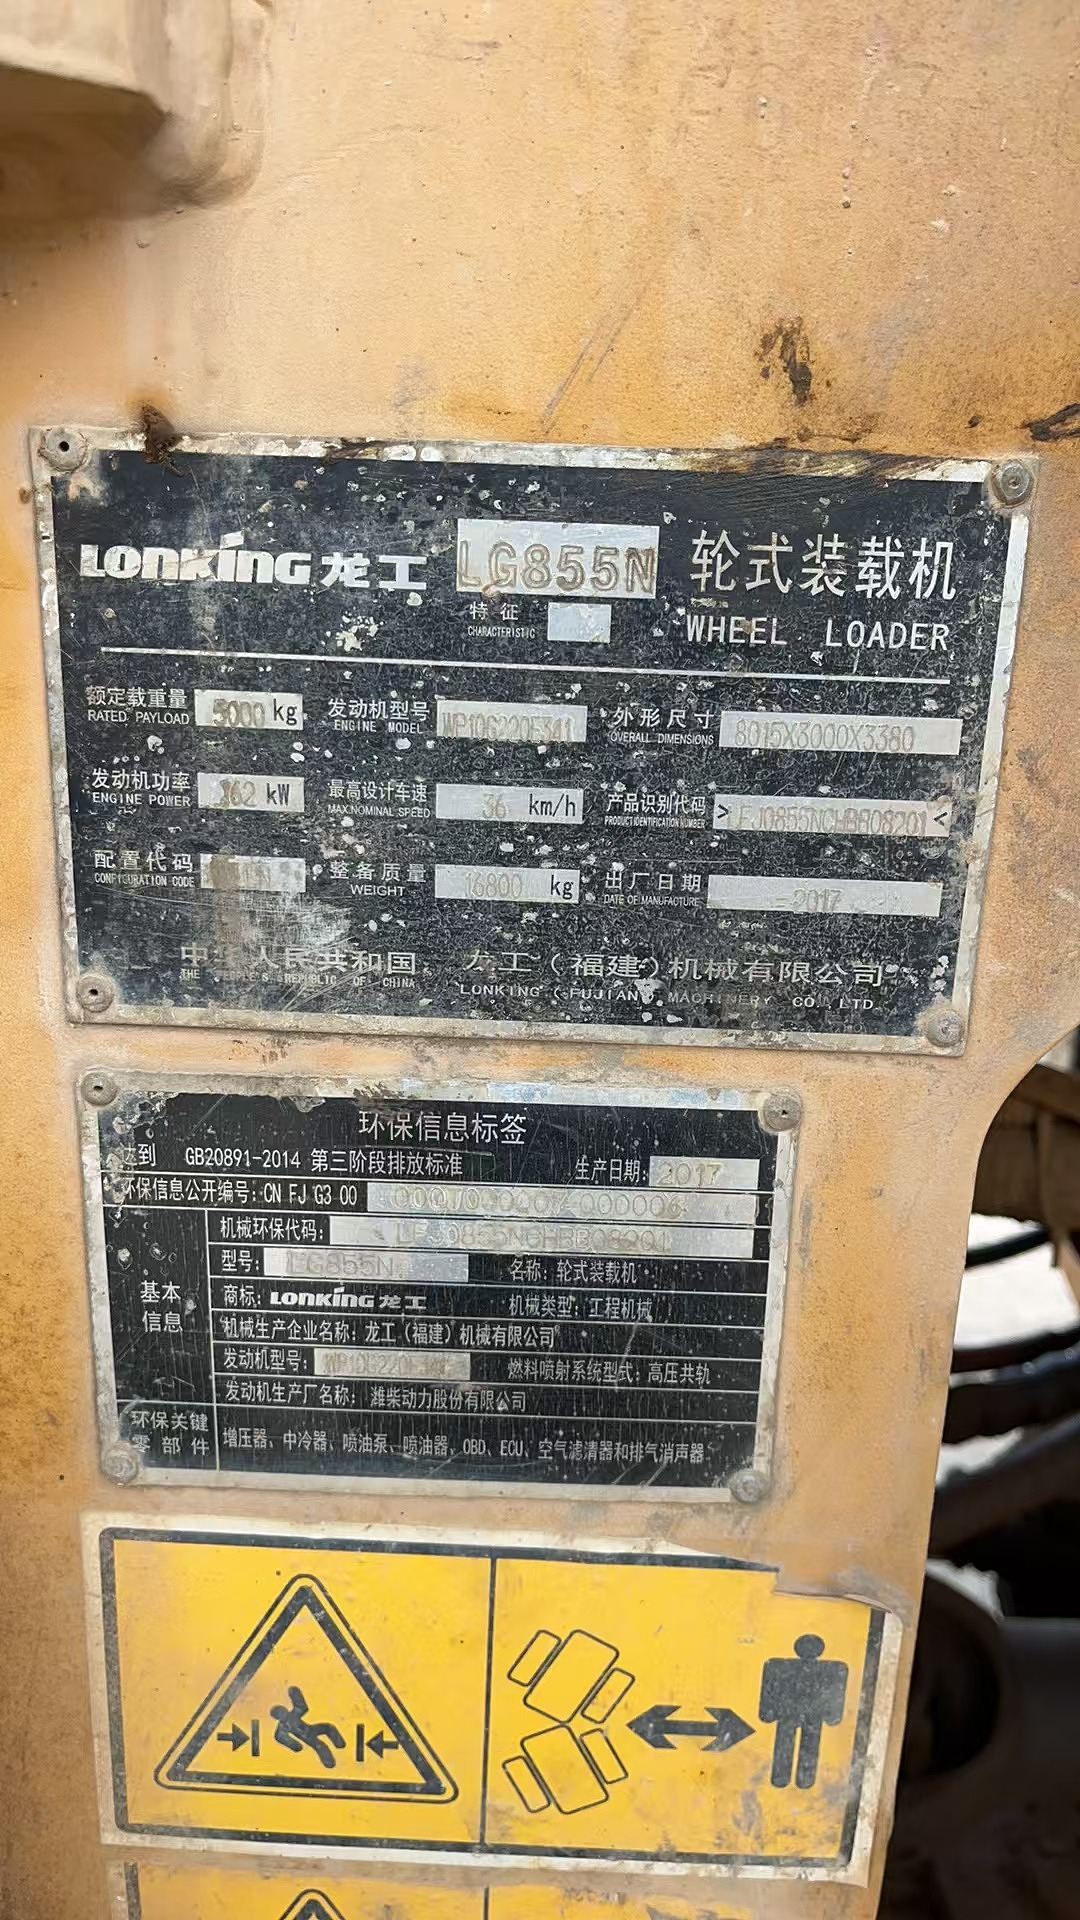 LONKING 龙工 LG855N 轮式装载机
特征
CHARACTERISTIC
WHEEL LOADER
额定载重量 5000 kg 发动机型号 WP10G220E341 外形尺寸 8015X3000X3380
RATED PAYLOAD ENGINE MODEL OVERALL DIMENSIONS
发动机功率 162 kW 最高设计车速 36 km/h 产品识别代码 >LFJ0855NCHBB08201<
ENGINE POWER MAX.NOMINAL SPEED PRODUCT IDENTIFICATION NUMBER
配置代码 整备质量 16800 kg 出厂日期 -2017
CONFIGURATION CODE WEIGHT DATE OF MANUFACTURE
中华人民共和国 龙工(福建)机械有限公司
THE PEOPLE'S REPUBLIC OF CHINA LONKING (FUJIAN) MACHINERY CO.,LTD.
环保信息标签
达到 GB20891-2014 第三阶段排放标准 生产日期: 2017
环保信息公开编号: CN FJ G3 00
机械环保代码: LFJ0855NCHBB08201
型号: LG855N 名称: 轮式装载机
基本信息
商标: LONKING 龙工 机械类型: 工程机械
机械生产企业名称: 龙工(福建)机械有限公司
发动机型号: 燃料喷射系统型式: 高压共轨
发动机生产厂名称: 潍柴动力股份有限公司
环保关键零部件
增压器、中冷器、喷油泵、喷油器、OBD、ECU、空气滤清器和排气消声器